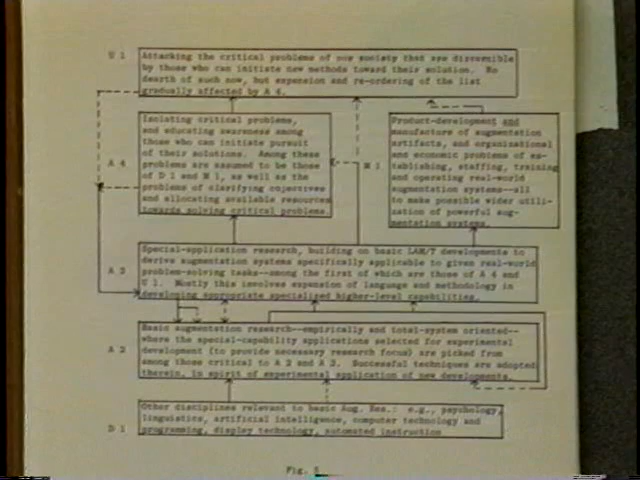 U 1
Attacking the critical problems of our society that are discernible
by those who can initiate new methods toward their solution. No
dearth of such now, but expansion and re-ordering of the list
gradually affected by A 4.
A 4
Isolating critical problems,
and educating awareness among
those who can initiate pursuit
of their solutions. Among these
problems are assumed to be those
of D 1 and M 1, as well as the
problems of clarifying objectives
and allocating available resources
towards solving critical problems.
M 1
Product-development and
manufacture of augmentation
artifacts, and organizational
and economic problems of es-
tablishing, staffing, training
and operating real-world
augmentation systems--all
to make possible wider utili-
zation of powerful aug-
mentation systems.
A 3
Special-application research, building on basic LAM/T developments to
derive augmentation systems specifically applicable to given real-world
problem-solving tasks--among the first of which are those of A 4 and
U 1. Mostly this involves expansion of language and methodology in
developing appropriate specialized higher-level capabilities.
A 2
Basic augmentation research--empirically and total-system oriented--
where the special-capability applications selected for experimental
development (to provide necessary research focus) are picked from
among those critical to A 2 and A 3. Successful techniques are adopted
therein, in spirit of experimental application of new developments.
D 1
Other disciplines relevant to basic Aug. Res.: e.g., psychology,
linguistics, artificial intelligence, computer technology and
programming, display technology, automated instruction
Fig.